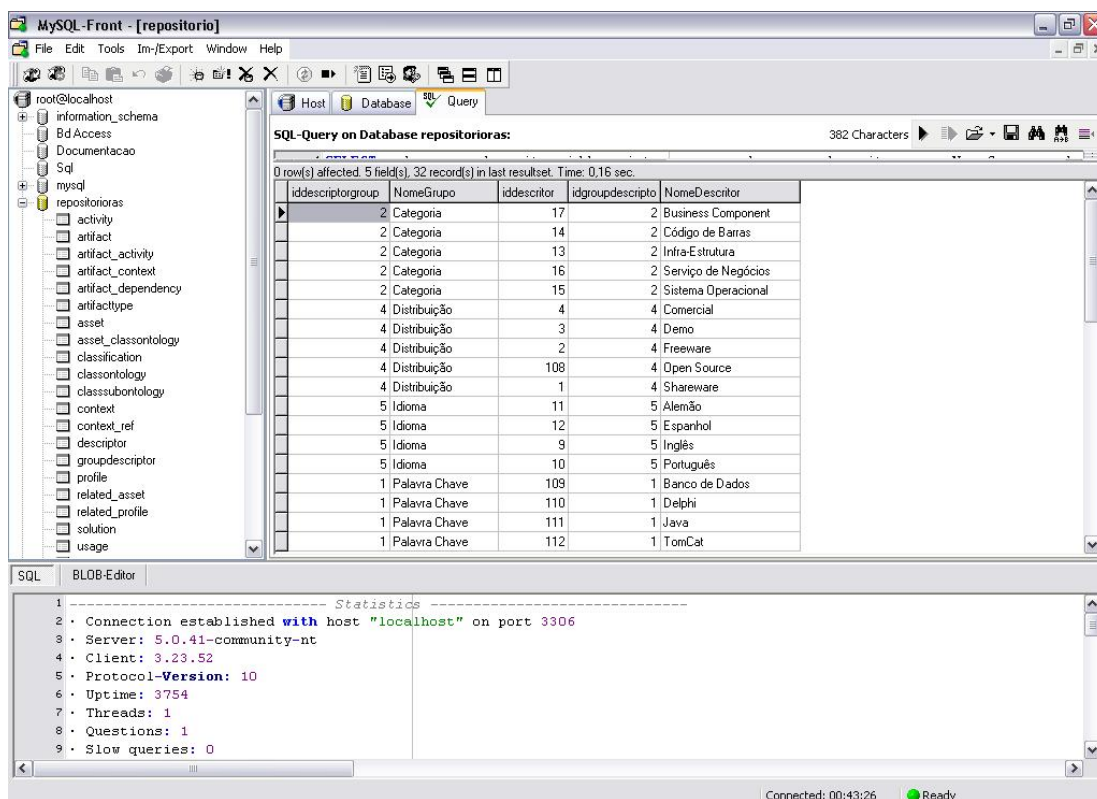 MySQL-Front - [repositorio]
File Edit Tools Im-/Export Window Help
root@localhost
information_schema
Bd Access
Documentacao
Sql
mysql
repositorioras
activity
artifact
artifact_activity
artifact_context
artifact_dependency
artifacttype
asset
asset_classontology
classification
classontology
classsubontology
context
context_ref
descriptor
groupdescriptor
profile
related_asset
related_profile
solution
usage
Host Database Query
SQL-Query on Database repositorioras: 382 Characters
0 row(s) affected. 5 field(s), 32 record(s) in last resultset. Time: 0,16 sec.
iddescriptorgroup NomeGrupo iddescritor idgroupdescripto NomeDescritor
2 Categoria 17 2 Business Component
2 Categoria 14 2 Código de Barras
2 Categoria 13 2 Infra-Estrutura
2 Categoria 16 2 Serviço de Negócios
2 Categoria 15 2 Sistema Operacional
4 Distribuição 4 4 Comercial
4 Distribuição 3 4 Demo
4 Distribuição 2 4 Freeware
4 Distribuição 108 4 Open Source
4 Distribuição 1 4 Shareware
5 Idioma 11 5 Alemão
5 Idioma 12 5 Espanhol
5 Idioma 9 5 Inglês
5 Idioma 10 5 Português
1 Palavra Chave 109 1 Banco de Dados
1 Palavra Chave 110 1 Delphi
1 Palavra Chave 111 1 Java
1 Palavra Chave 112 1 TomCat
SQL BLOB-Editor
1 ------------------------------ Statistics ------------------------------
2 · Connection established with host "localhost" on port 3306
3 · Server: 5.0.41-community-nt
4 · Client: 3.23.52
5 · Protocol-Version: 10
6 · Uptime: 3754
7 · Threads: 1
8 · Questions: 1
9 · Slow queries: 0
Connected: 00:43:26 Ready